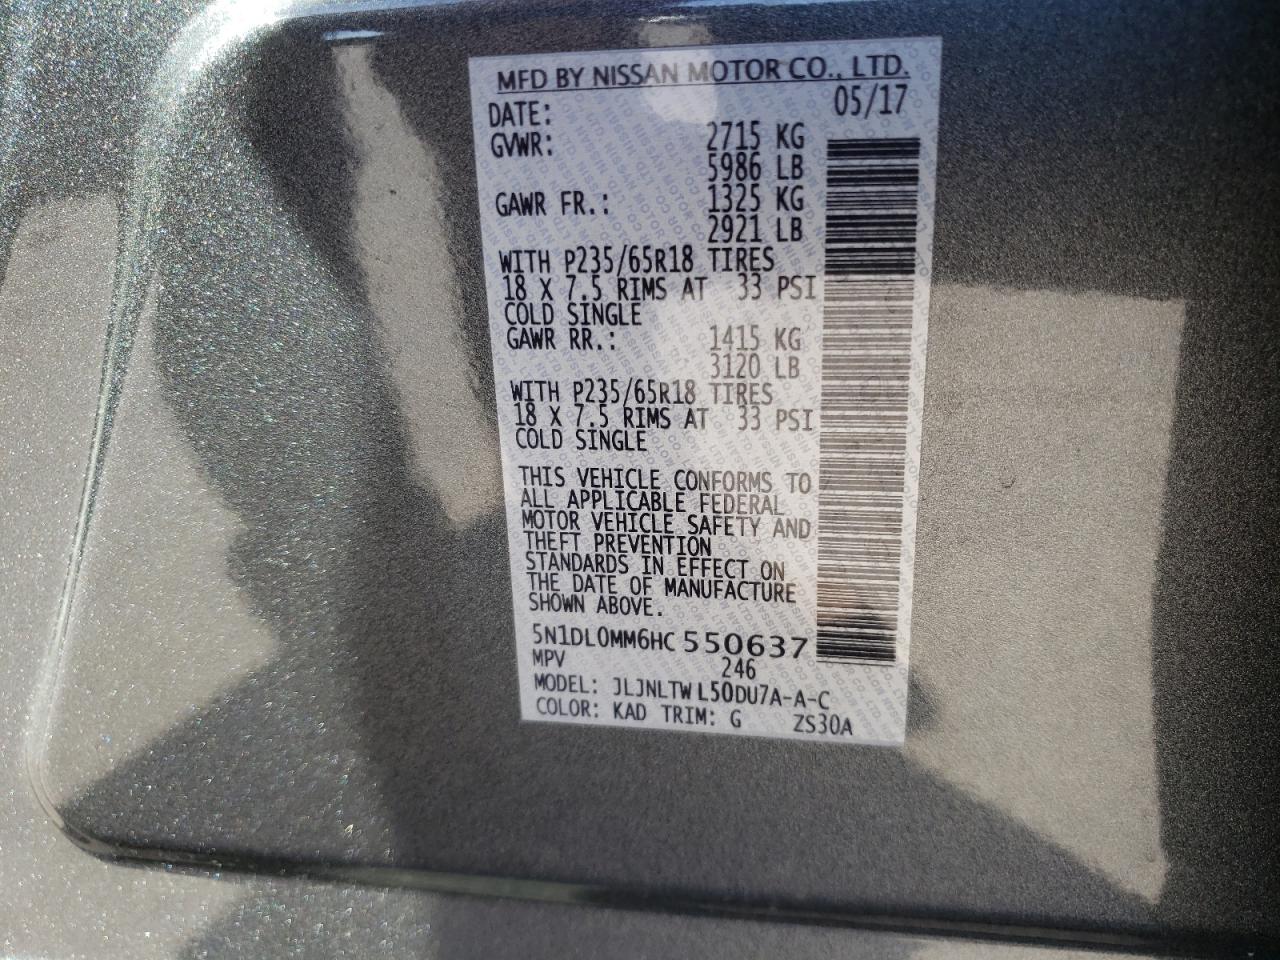 MFD BY NISSAN MOTOR CO., LTD.
DATE: 05/17
GVWR: 2715 KG
5986 LB
GAWR FR.: 1325 KG
2921 LB
WITH P235/65R18 TIRES
18 X 7.5 RIMS AT 33 PSI
COLD SINGLE
GAWR RR.: 1415 KG
3120 LB
WITH P235/65R18 TIRES
18 X 7.5 RIMS AT 33 PSI
COLD SINGLE
THIS VEHICLE CONFORMS TO
ALL APPLICABLE FEDERAL
MOTOR VEHICLE SAFETY AND
THEFT PREVENTION
STANDARDS IN EFFECT ON
THE DATE OF MANUFACTURE
SHOWN ABOVE.
5N1DL0MM6HC550637
MPV 246
MODEL: JLJNLTWL50DU7A-A-C
COLOR: KAD TRIM: G ZS30A